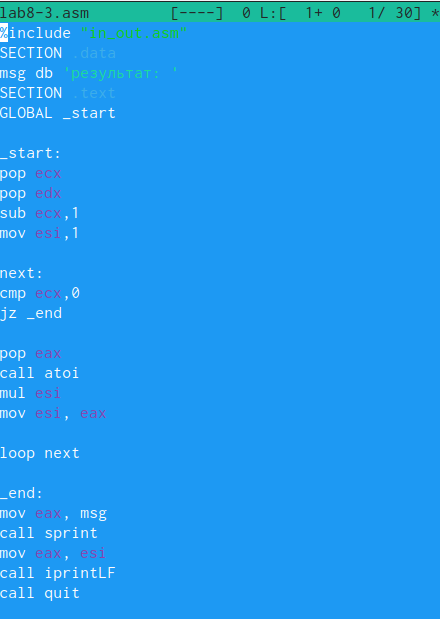 lab8-3.asm [----] 0 L:[ 1+ 0 1/ 30] *
%include "in_out.asm"
SECTION .data
msg db 'результат: '
SECTION .text
GLOBAL _start
_start:
pop ecx
pop edx
sub ecx,1
mov esi,1
next:
cmp ecx,0
jz _end
pop eax
call atoi
mul esi
mov esi, eax
loop next
_end:
mov eax, msg
call sprint
mov eax, esi
call iprintLF
call quit